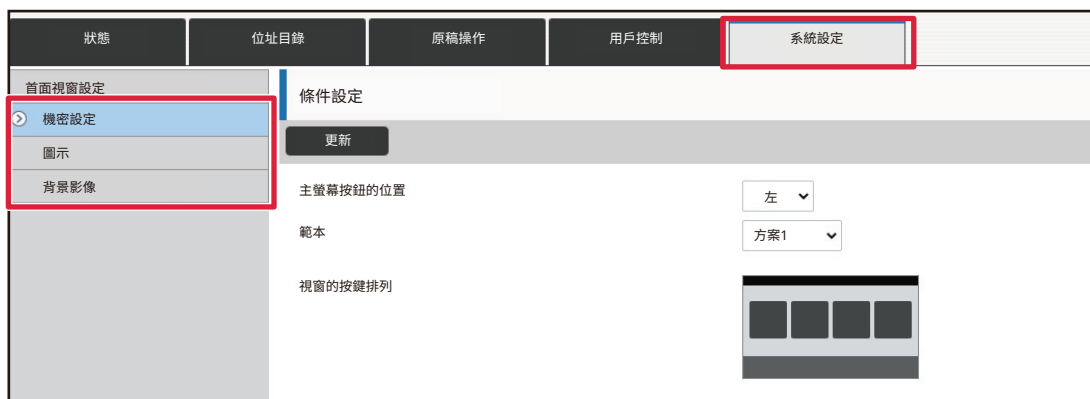 狀態 位址目錄 原稿操作 用戶控制 系統設定
首面視窗設定
機密設定
圖示
背景影像
條件設定
更新
主螢幕按鈕的位置 左
範本 方案1
視窗的按鍵排列